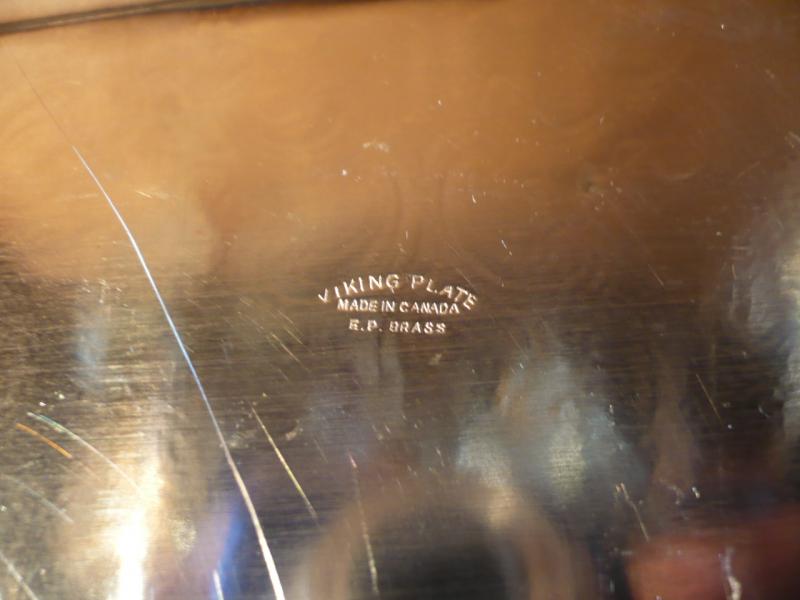 VIKING PLATE
MADE IN CANADA
E.P. BRASS